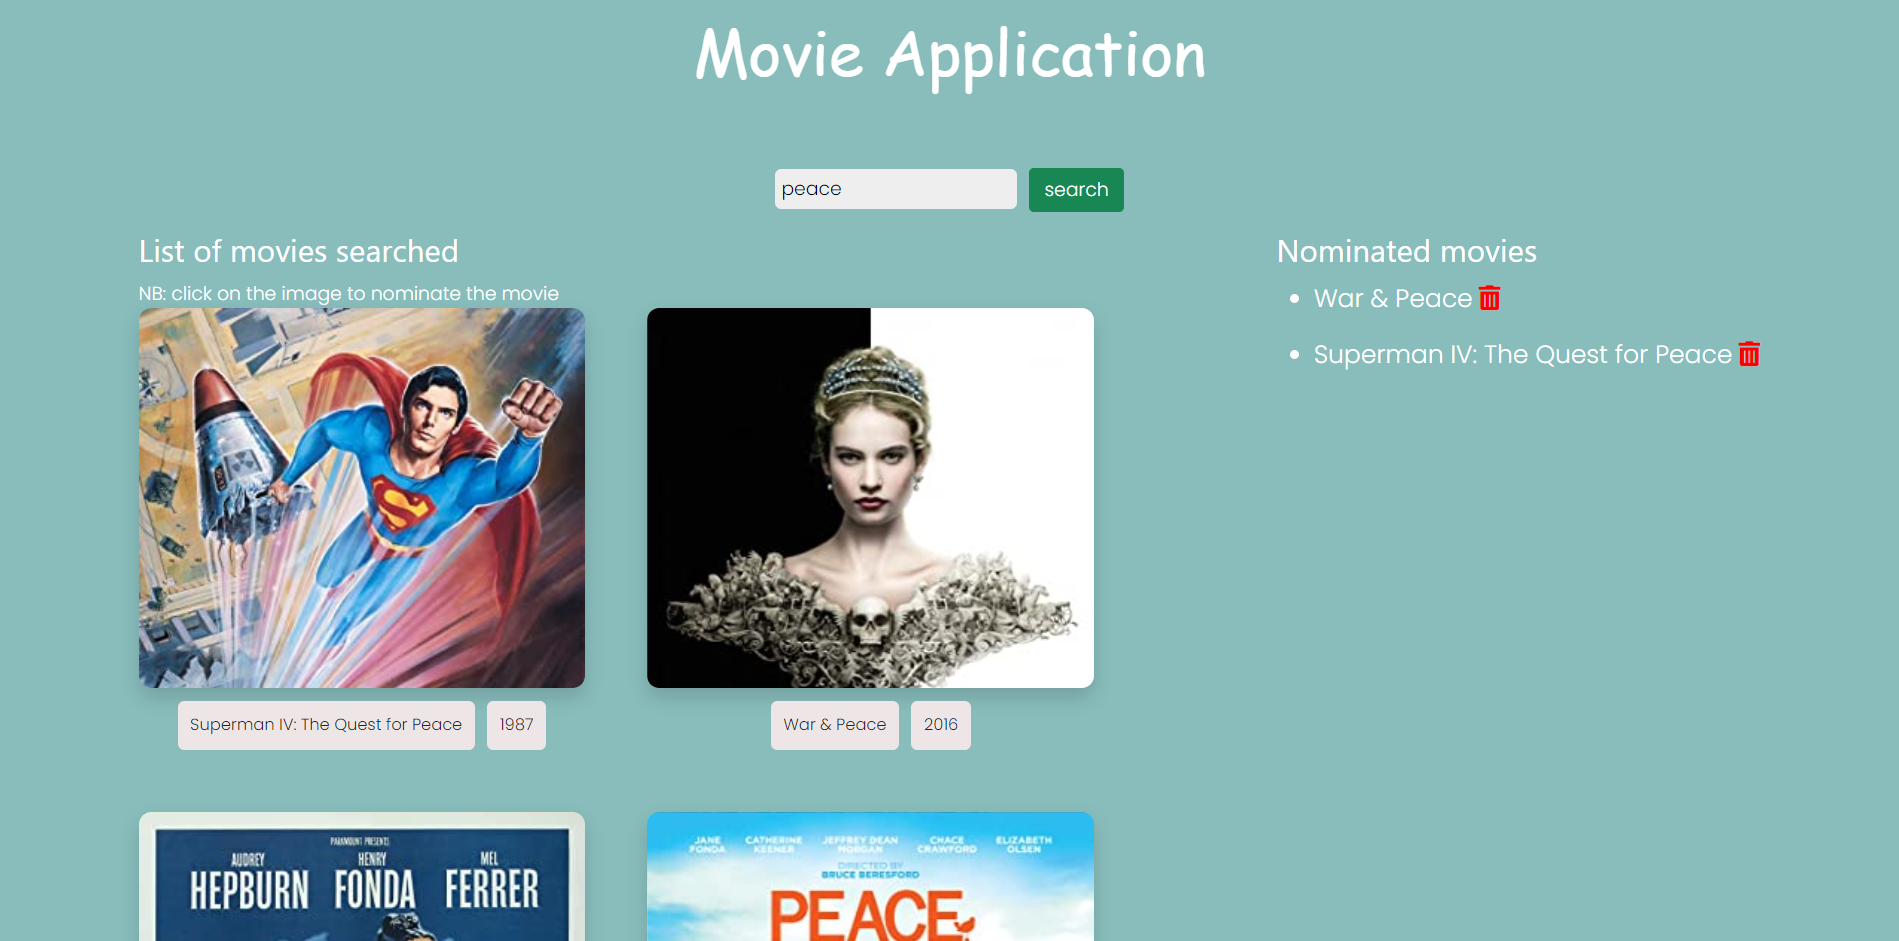 Movie Application
peace
search
List of movies searched
NB: click on the image to nominate the movie
Superman IV: The Quest for Peace
1987
War & Peace
2016
PARAMOUNT PRESENTS
AUDREY HEPBURN
HENRY FONDA
MEL FERRER
JANE FONDA
CATHERINE KEENER
JEFFREY DEAN MORGAN
CHACE CRAWFORD
ELIZABETH OLSEN
DIRECTED BY
BRUCE BERESFORD
PEACE,
Nominated movies
War & Peace
Superman IV: The Quest for Peace